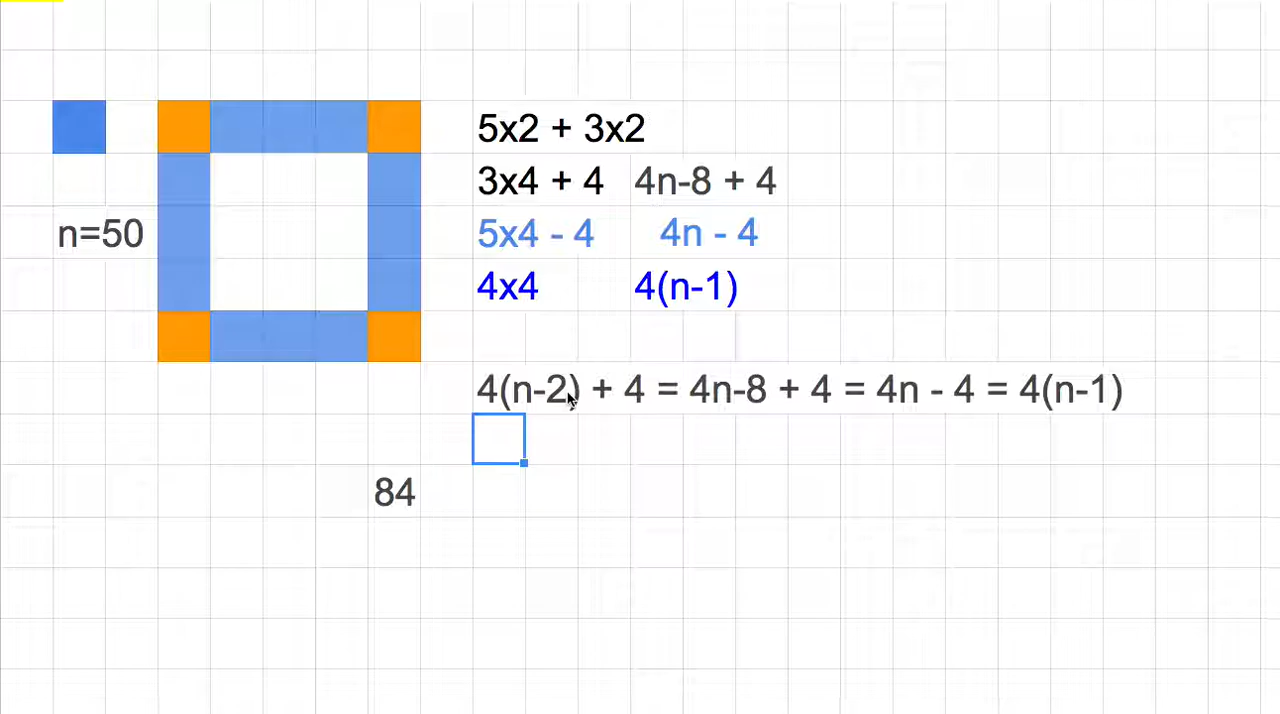 5x2 + 3x2
3x4 + 4 4n-8 + 4
n=50
5x4 - 4 4n - 4
4x4 4(n-1)
4(n-2) + 4 = 4n-8 + 4 = 4n - 4 = 4(n-1)
84